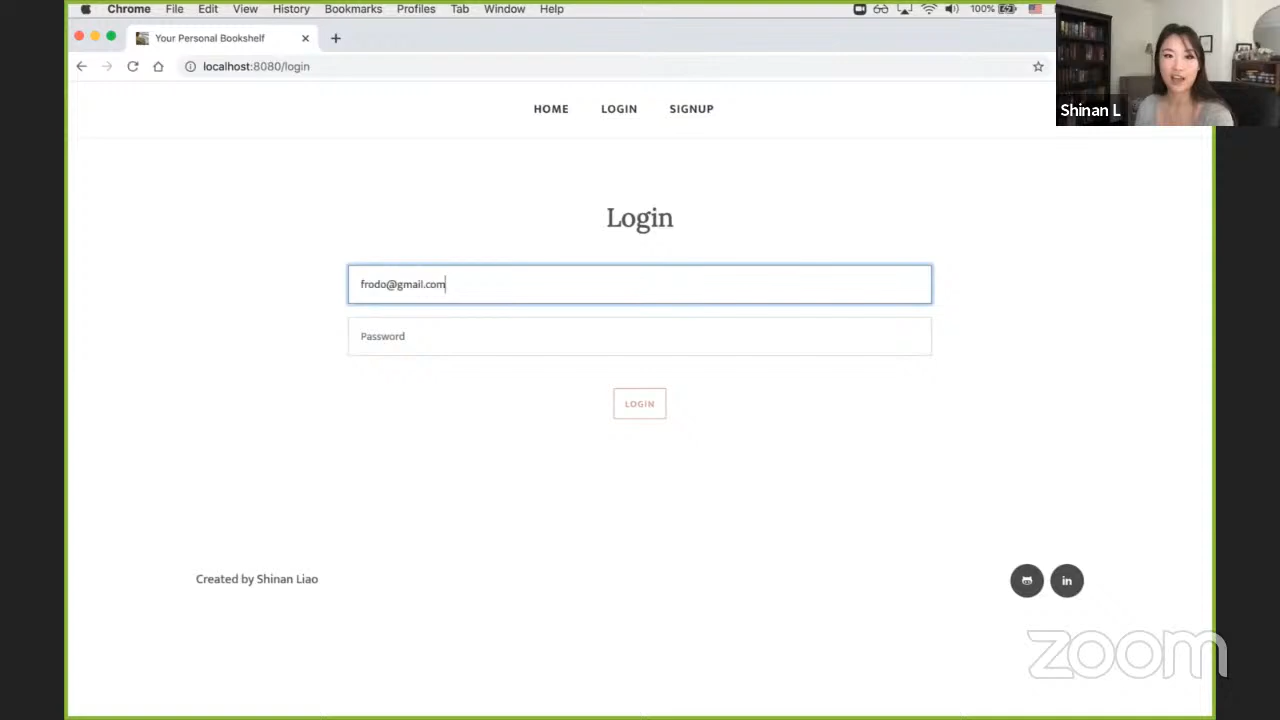 Chrome File Edit View History Bookmarks Profiles Tab Window Help 100%
Your Personal Bookshelf
localhost:8080/login
Shinan L
HOME LOGIN SIGNUP
Login
frodo@gmail.com
Password
LOGIN
Created by Shinan Liao
in
zoom